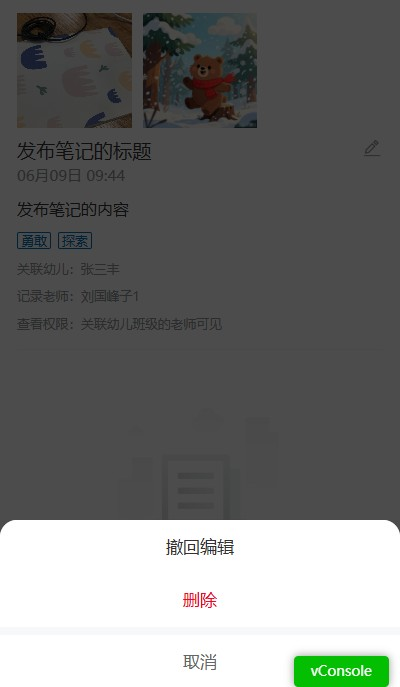 发布笔记的标题
06月09日 09:44
发布笔记的内容
勇敢 探索
关联幼儿：张三丰
记录老师：刘国峰子1
查看权限：关联幼儿班级的老师可见
撤回编辑
删除
取消
vConsole